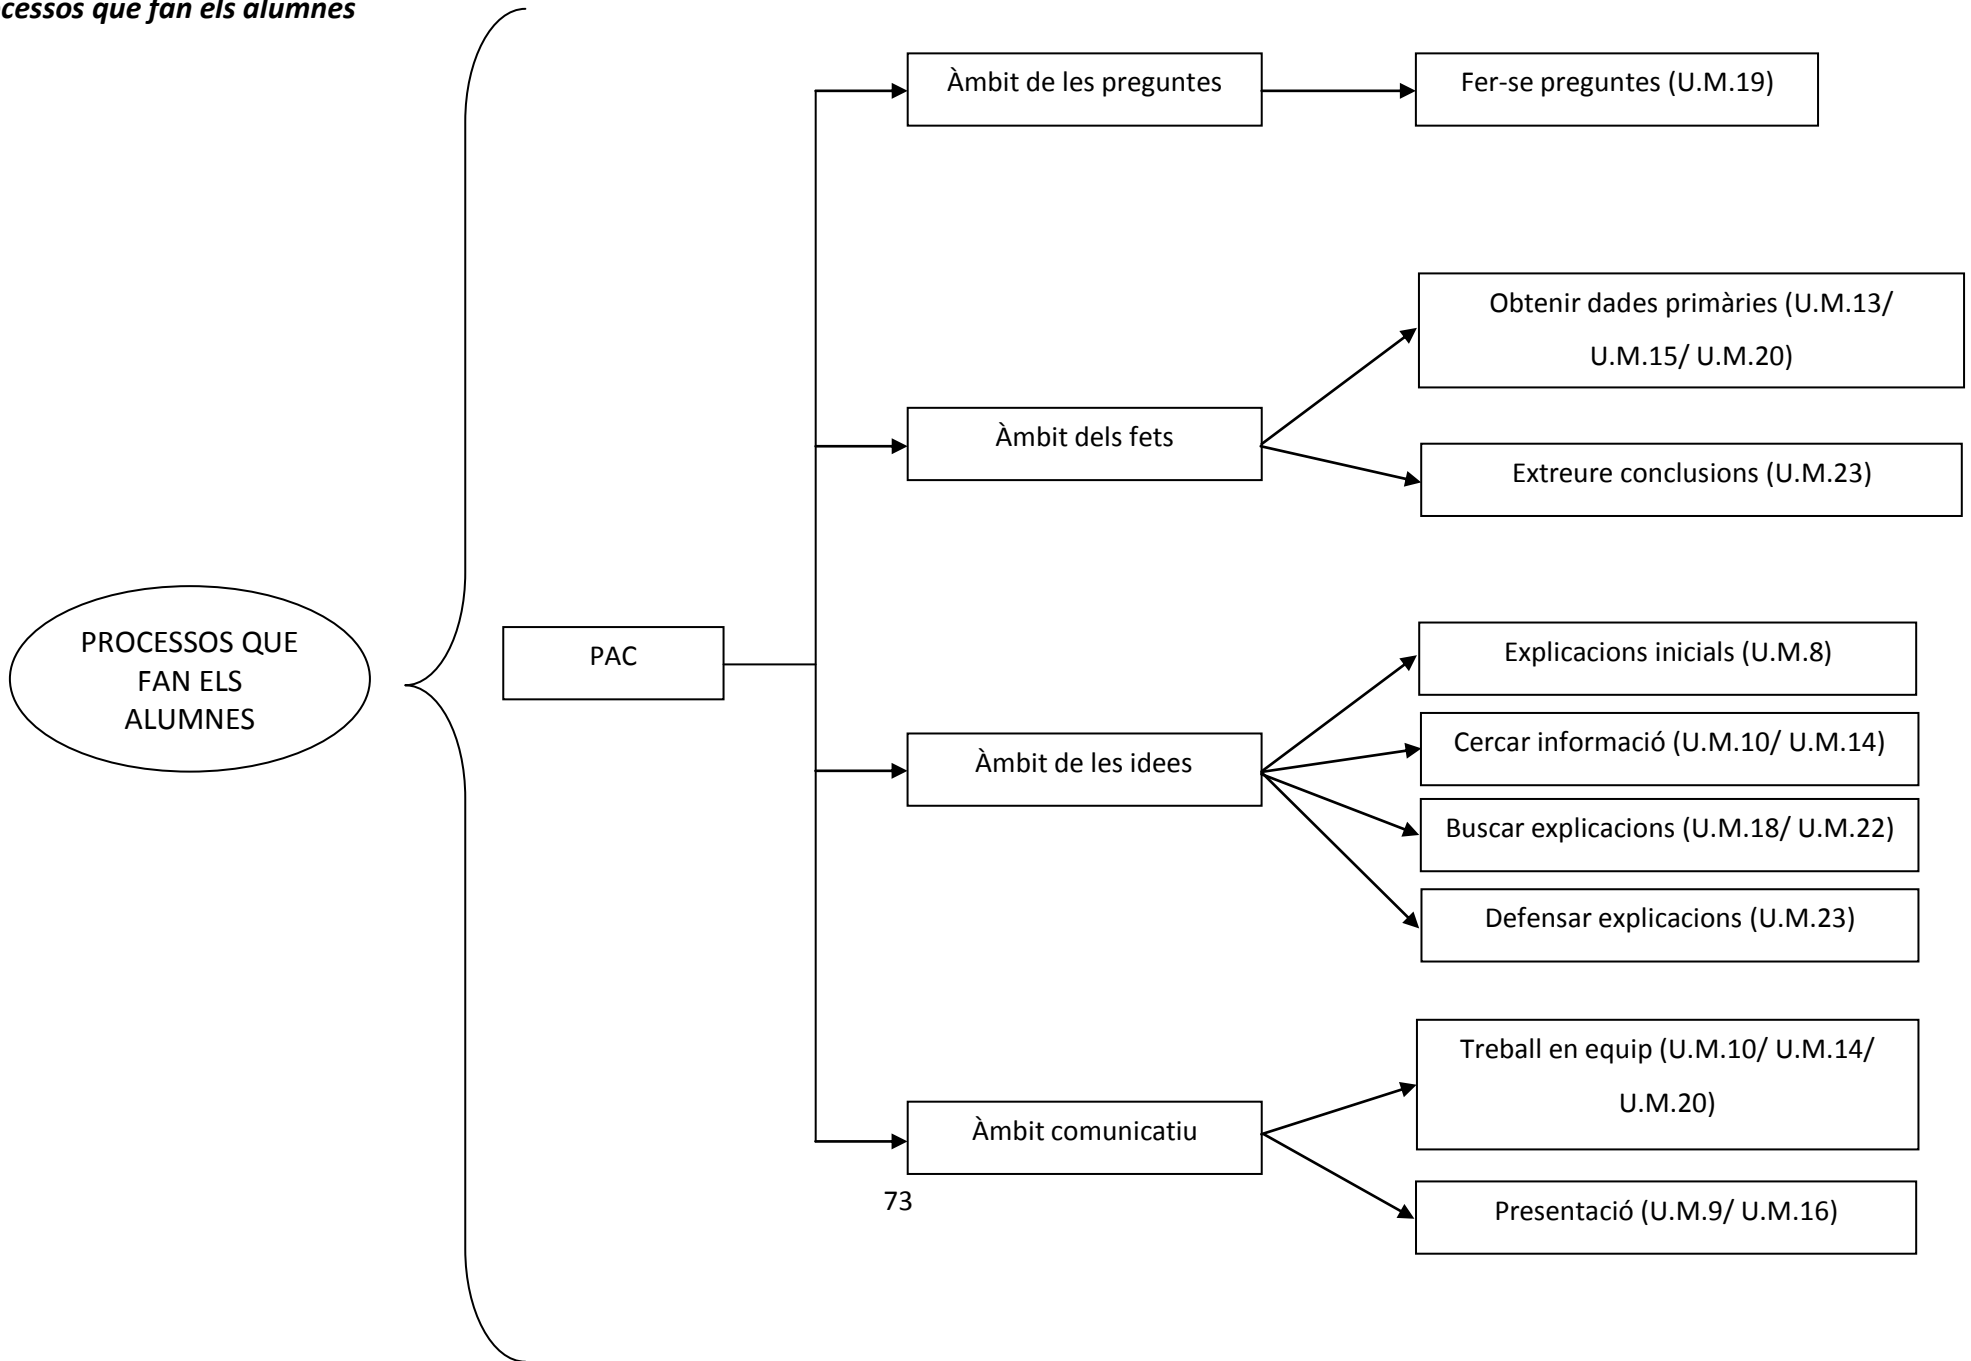 cessos que fan els alumnes
Àmbit de les preguntes
Fer-se preguntes (U.M.19)
Obtenir dades primàries (U.M.13/
U.M.15/ U.M.20)
Àmbit dels fets
Extreure conclusions (U.M.23)
PROCESSOS QUE
FAN ELS
ALUMNES
PAC
Àmbit de les idees
Explicacions inicials (U.M.8)
Cercar informació (U.M.10/ U.M.14)
Buscar explicacions (U.M.18/ U.M.22)
Defensar explicacions (U.M.23)
Àmbit comunicatiu
Treball en equip (U.M.10/ U.M.14/
U.M.20)
Presentació (U.M.9/ U.M.16)
73